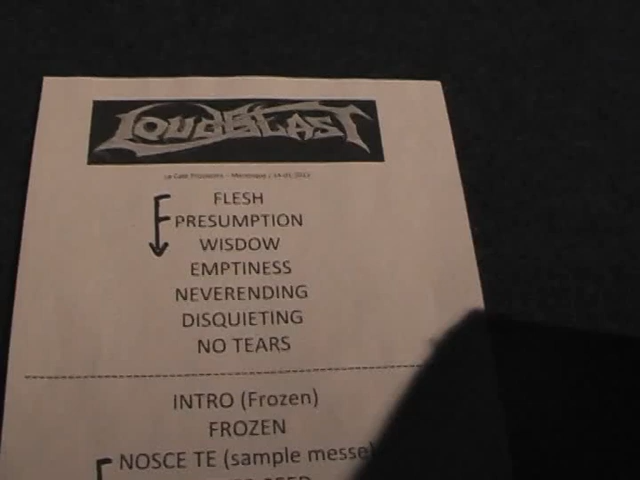 LOUDBLAST
FLESH
PRESUMPTION
WISDOW
EMPTINESS
NEVERENDING
DISQUIETING
NO TEARS
INTRO (Frozen)
FROZEN
NOSCE TE (sample messe)